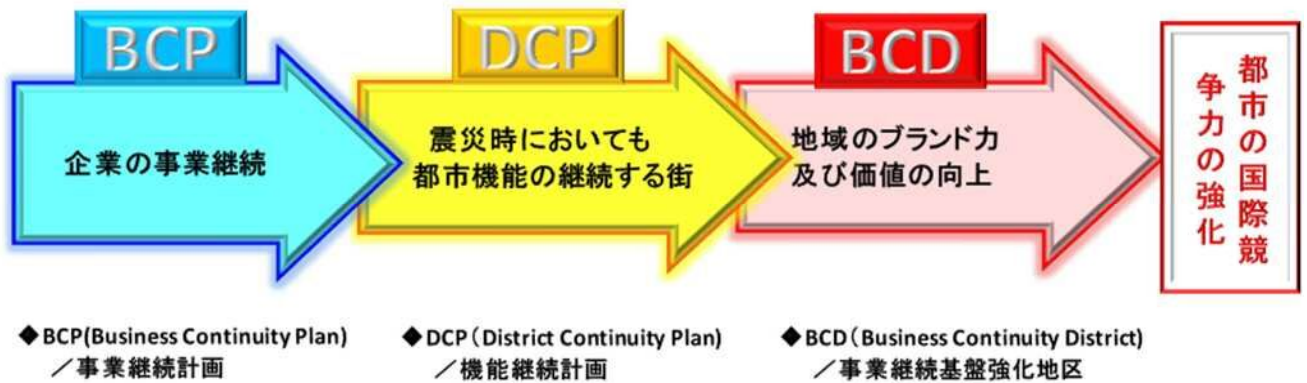 BCP
企業の事業継続
DCP
震災時においても
都市機能の継続する街
BCD
地域のブランド力
及び価値の向上
都市の国際競
争力の強化
◆BCP(Business Continuity Plan)
／事業継続計画
◆DCP（District Continuity Plan)
／機能継続計画
◆BCD（Business Continuity District)
／事業継続基盤強化地区